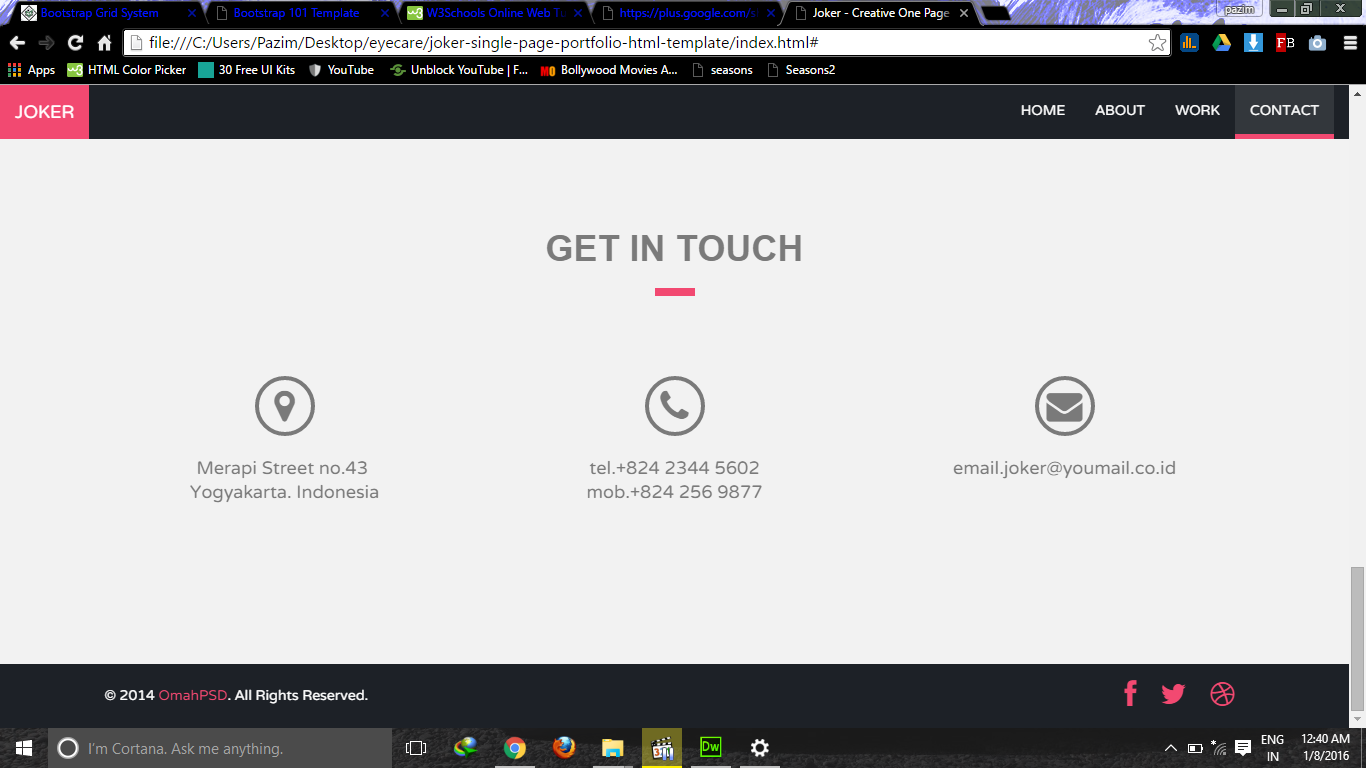 Bootstrap Grid System
Bootstrap 101 Template
W3Schools Online Web Tu
https://plus.google.com/s
Joker - Creative One Page
pazim
file:///C:/Users/Pazim/Desktop/eyecare/joker-single-page-portfolio-html-template/index.html#
Apps
HTML Color Picker
30 Free UI Kits
YouTube
Unblock YouTube | F...
Bollywood Movies A...
seasons
Seasons2
JOKER
HOME
ABOUT
WORK
CONTACT
GET IN TOUCH
Merapi Street no.43
Yogyakarta. Indonesia
tel.+824 2344 5602
mob.+824 256 9877
email.joker@youmail.co.id
© 2014 OmahPSD. All Rights Reserved.
I'm Cortana. Ask me anything.
Dw
ENG
IN
12:40 AM
1/8/2016